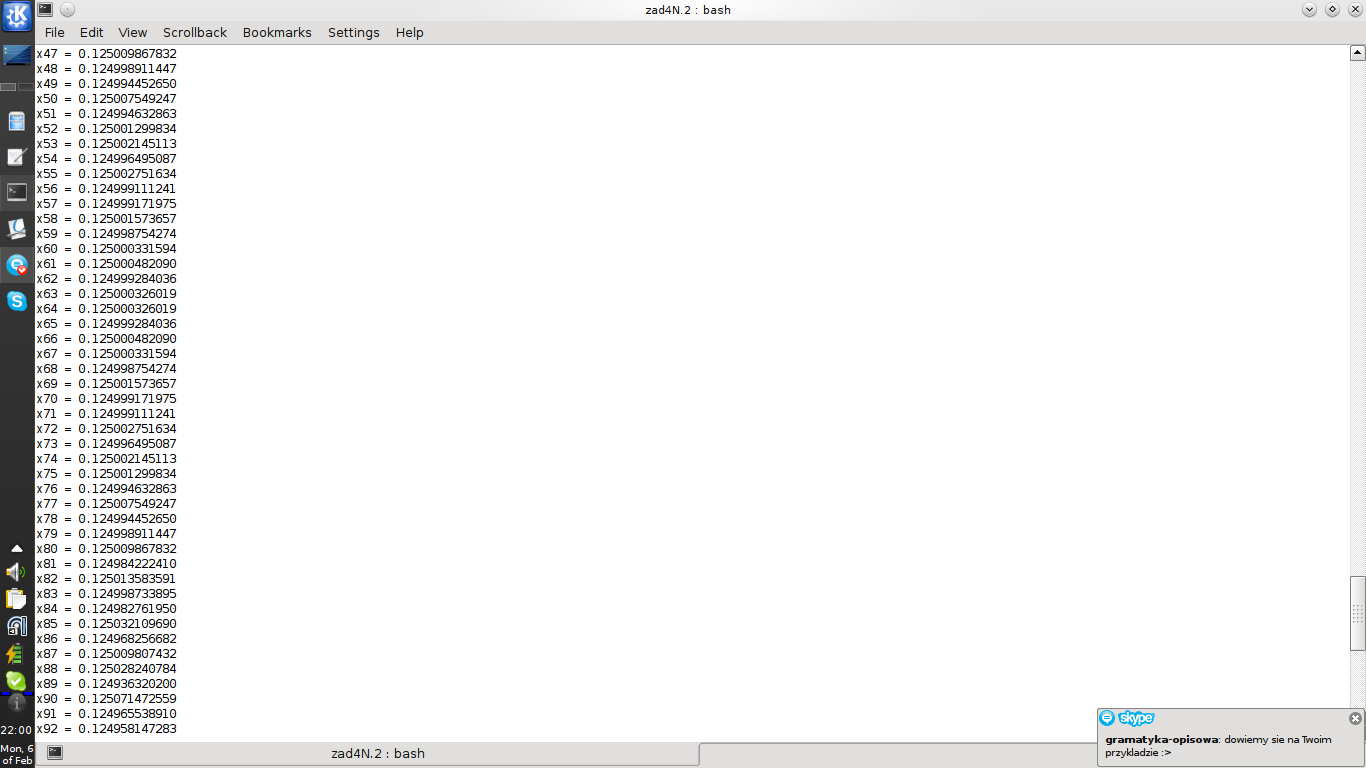 zad4N.2 : bash
File Edit View Scrollback Bookmarks Settings Help
x47 = 0.125009867832
x48 = 0.124998911447
x49 = 0.124994452650
x50 = 0.125007549247
x51 = 0.124994632863
x52 = 0.125001299834
x53 = 0.125002145113
x54 = 0.124996495087
x55 = 0.125002751634
x56 = 0.124999111241
x57 = 0.124999171975
x58 = 0.125001573657
x59 = 0.124998754274
x60 = 0.125000331594
x61 = 0.125000482090
x62 = 0.124999284036
x63 = 0.125000326019
x64 = 0.125000326019
x65 = 0.124999284036
x66 = 0.125000482090
x67 = 0.125000331594
x68 = 0.124998754274
x69 = 0.125001573657
x70 = 0.124999171975
x71 = 0.124999111241
x72 = 0.125002751634
x73 = 0.124996495087
x74 = 0.125002145113
x75 = 0.125001299834
x76 = 0.124994632863
x77 = 0.125007549247
x78 = 0.124994452650
x79 = 0.124998911447
x80 = 0.125009867832
x81 = 0.124984222410
x82 = 0.125013583591
x83 = 0.124998733895
x84 = 0.124982761950
x85 = 0.125032109690
x86 = 0.124968256682
x87 = 0.125009807432
x88 = 0.125028240784
x89 = 0.124936320200
x90 = 0.125071472559
x91 = 0.124965538910
x92 = 0.124958147283
zad4N.2 : bash
22:00
Mon, 6
of Feb
skype
gramatyka-opisowa: dowiemy sie na Twoim
przykladzie :>